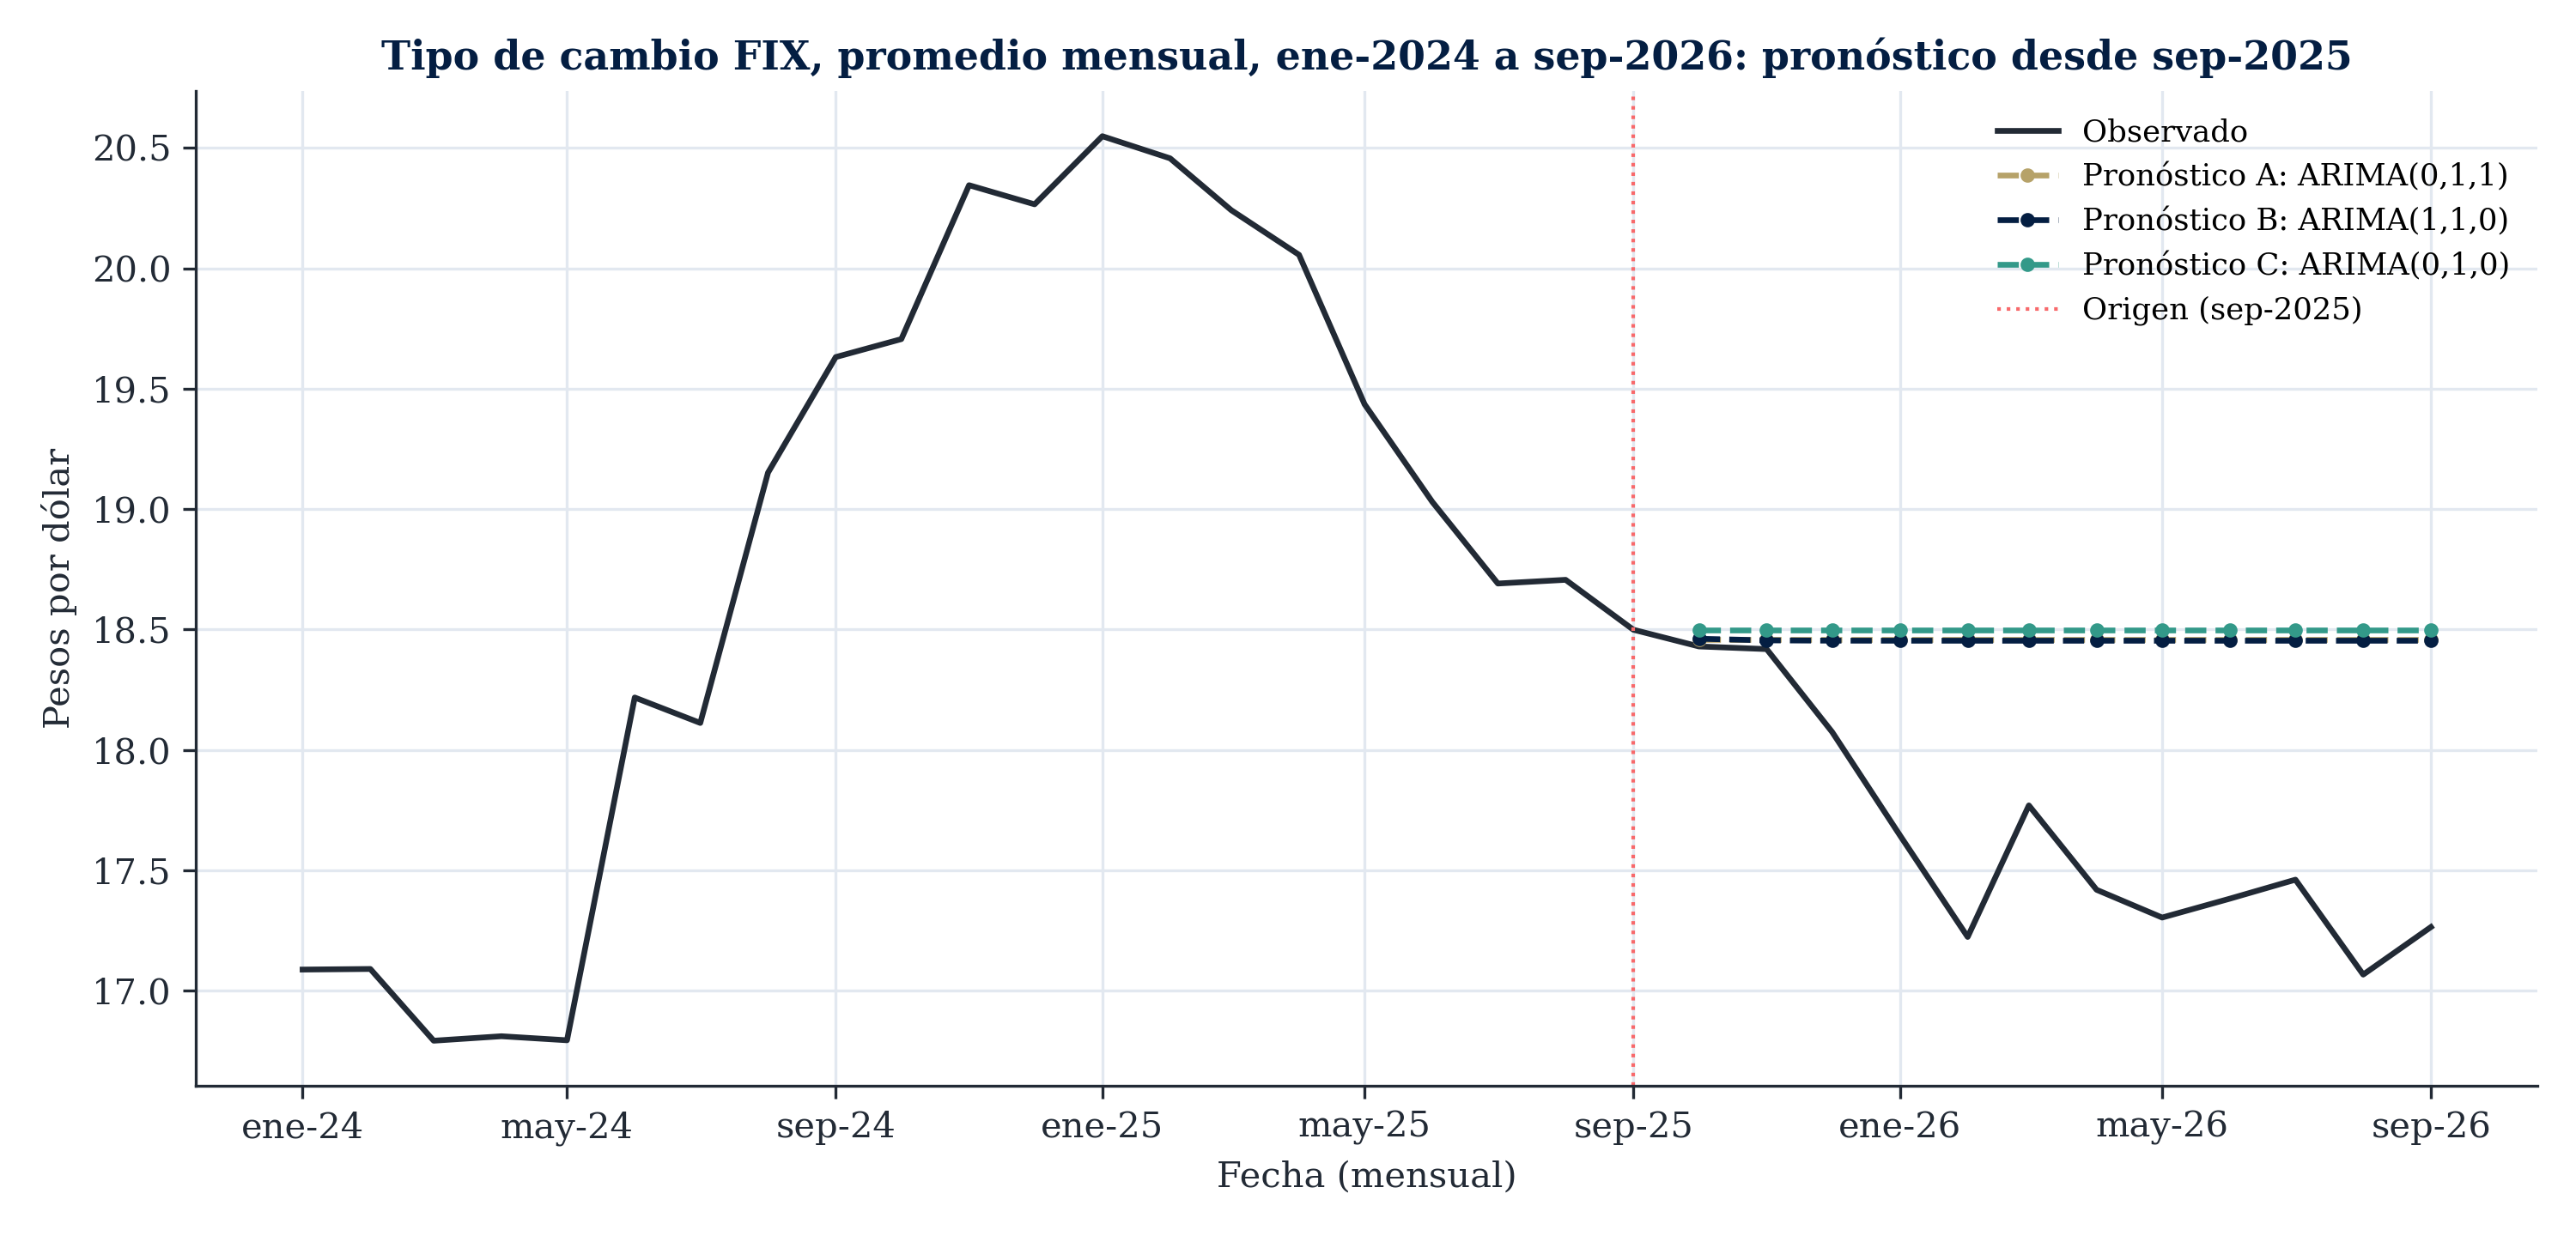 Tipo de cambio FIX, promedio mensual, ene-2024 a sep-2026: pronóstico desde sep-2025
Observado
Pronóstico A: ARIMA(0,1,1)
Pronóstico B: ARIMA(1,1,0)
Pronóstico C: ARIMA(0,1,0)
Origen (sep-2025)
Pesos por dólar
20.5
20.0
19.5
19.0
18.5
18.0
17.5
17.0
ene-24 may-24 sep-24 ene-25 may-25 sep-25 ene-26 may-26 sep-26
Fecha (mensual)